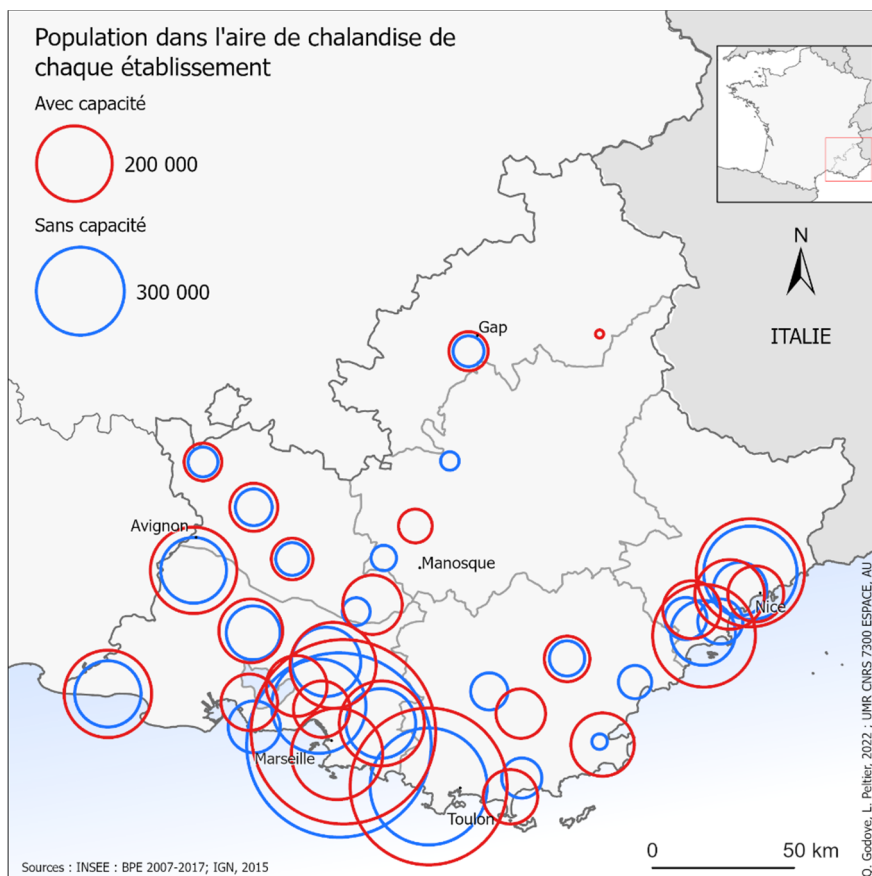 Population dans l'aire de chalandise de
chaque établissement
Avec capacité
200 000
Sans capacité
300 000
N
ITALIE
Gap
Avignon
Manosque
Nice
Marseille
Toulon
0
50 km
Sources : INSEE : BPE 2007-2017; IGN, 2015
O. Godove, L. Peltier, 2022 : UMR CNRS 7300 ESPACE, AU